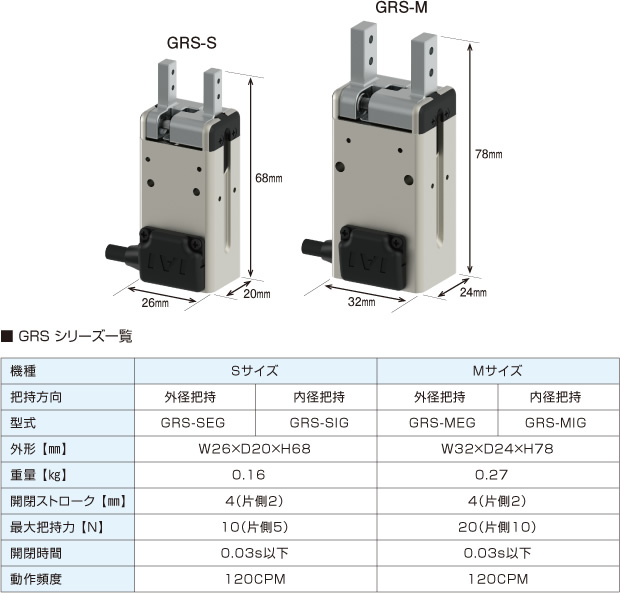 GRS-M
GRS-S
78㎜
68㎜
26㎜
20㎜
32㎜
24㎜
IAI
IAI
■ GRS シリーズ一覧
機種 Sサイズ Mサイズ
把持方向 外径把持 内径把持 外径把持 内径把持
型式 GRS-SEG GRS-SIG GRS-MEG GRS-MIG
外形【㎜】 W26×D20×H68 W32×D24×H78
重量【㎏】 0.16 0.27
開閉ストローク【㎜】 4（片側2） 4（片側2）
最大把持力【N】 10（片側5） 20（片側10）
開閉時間 0.03s以下 0.03s以下
動作頻度 120CPM 120CPM